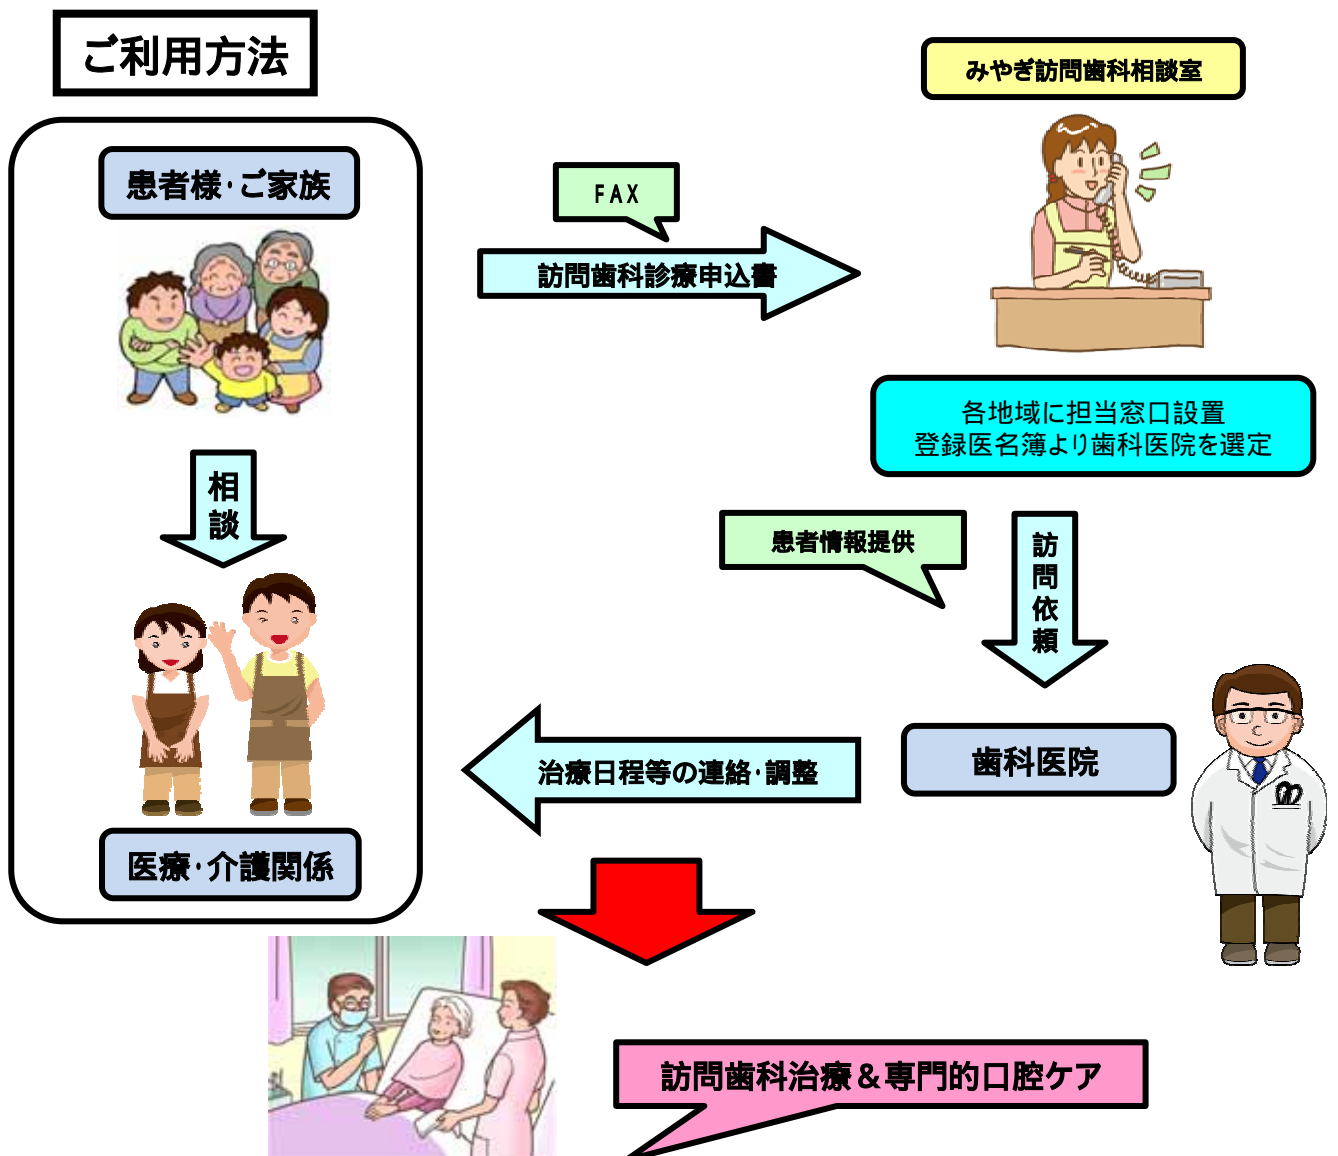 ご利用方法
みやぎ訪問歯科相談室
患者様・ご家族
FAX
訪問歯科診療申込書
各地域に担当窓口設置
登録医名簿より歯科医院を選定
相談
患者情報提供
訪問依頼
歯科医院
治療日程等の連絡・調整
医療・介護関係
訪問歯科治療&専門的口腔ケア